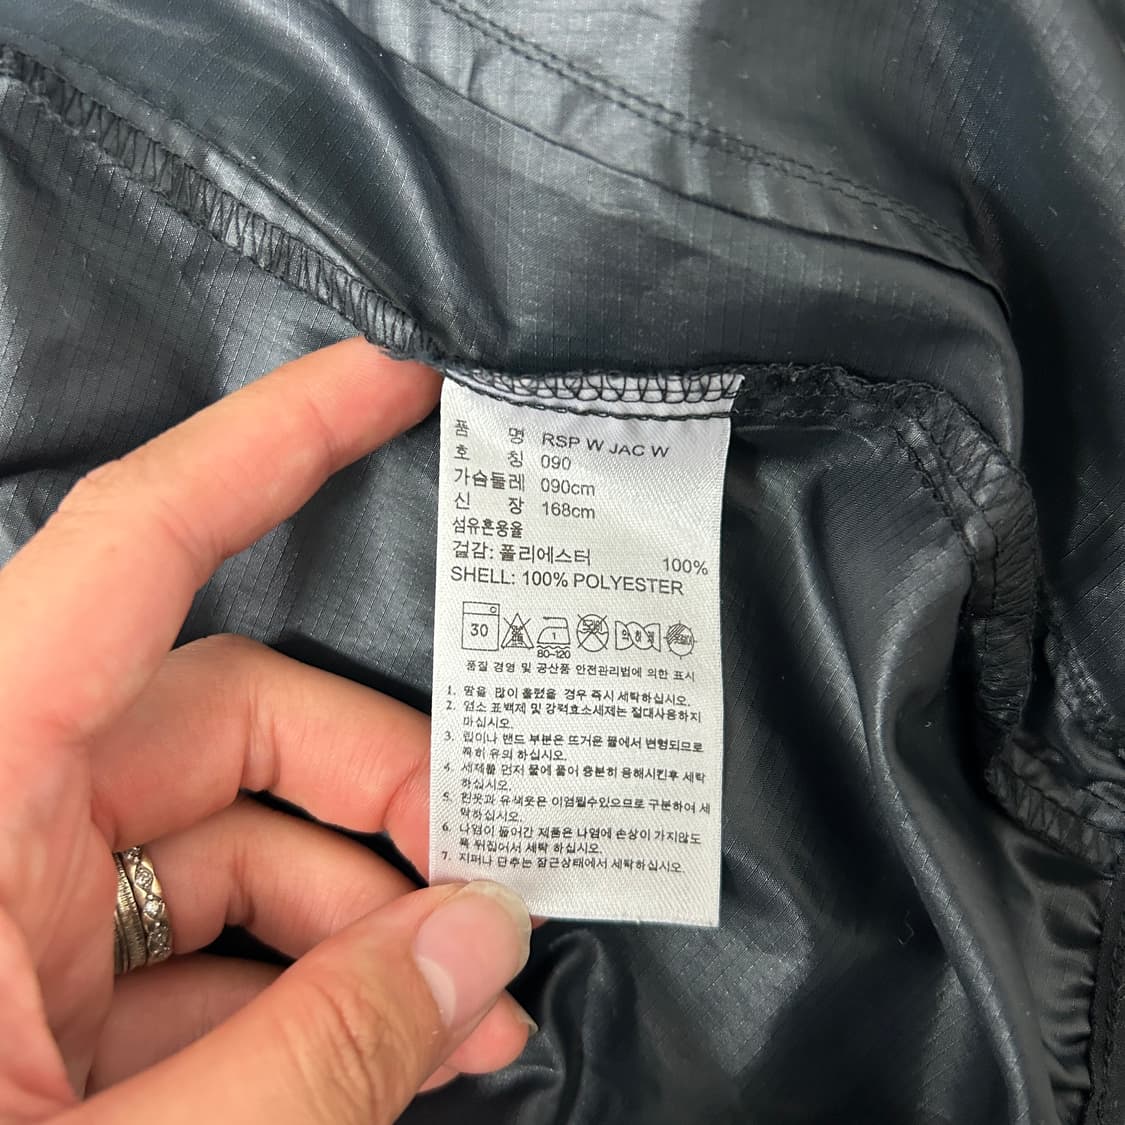 품 명 RSP W JAC W
호 칭 090
가슴둘레 090cm
신 장 168cm
섬유혼용율
겉감: 폴리에스터 100%
SHELL: 100% POLYESTER
30 1 80~120
품질 경영 및 공산품 안전관리법에 의한 표시
1. 땀을 많이 흘렸을 경우 즉시 세탁하십시오.
2. 염소 표백제 및 강력효소세제는 절대사용하지
마십시오.
3. 립이나 밴드 부분은 뜨거운 물에서 변형되므로
특히 유의 하십시오.
4. 세제를 먼저 물에 풀어 충분히 용해시킨후 세탁
하십시오.
5. 흰옷과 유색옷은 이염될수있으므로 구분하여 세
탁하십시오.
6. 나염이 들어간 제품은 나염에 손상이 가지않도
록 뒤집어서 세탁 하십시오.
7. 지퍼나 단추는 잠근상태에서 세탁하십시오.